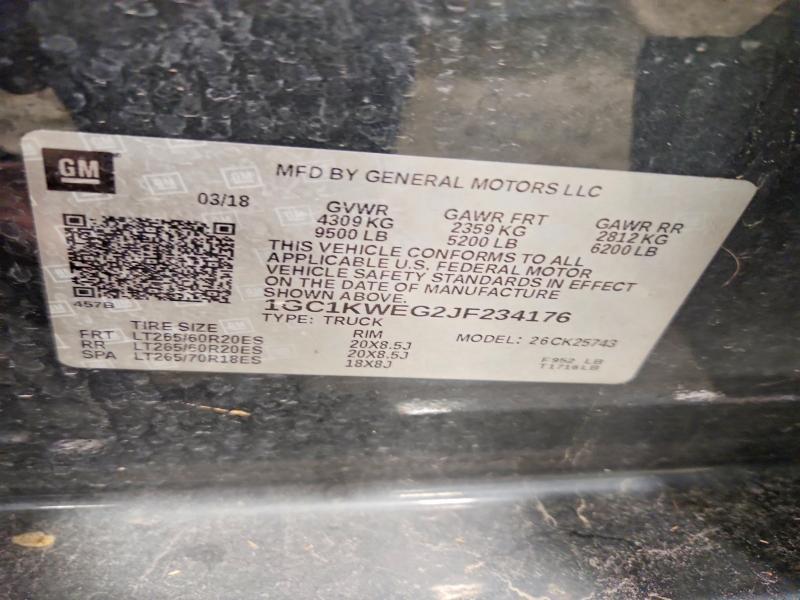 GM
MFD BY GENERAL MOTORS LLC
03/18
GVWR GAWR FRT GAWR RR
4309 KG 2359 KG 2812 KG
9500 LB 5200 LB 6200 LB
THIS VEHICLE CONFORMS TO ALL
APPLICABLE U.S. FEDERAL MOTOR
VEHICLE SAFETY STANDARDS IN EFFECT
ON THE DATE OF MANUFACTURE
SHOWN ABOVE.
457B
1GC1KWEG2JF234176
TYPE: TRUCK
MODEL: 26CK25743
TIRE SIZE RIM
FRT LT265/60R20ES 20X8.5J
RR LT265/60R20ES 20X8.5J
SPA LT265/70R18ES 18X8J
F952 LB
T1716LB